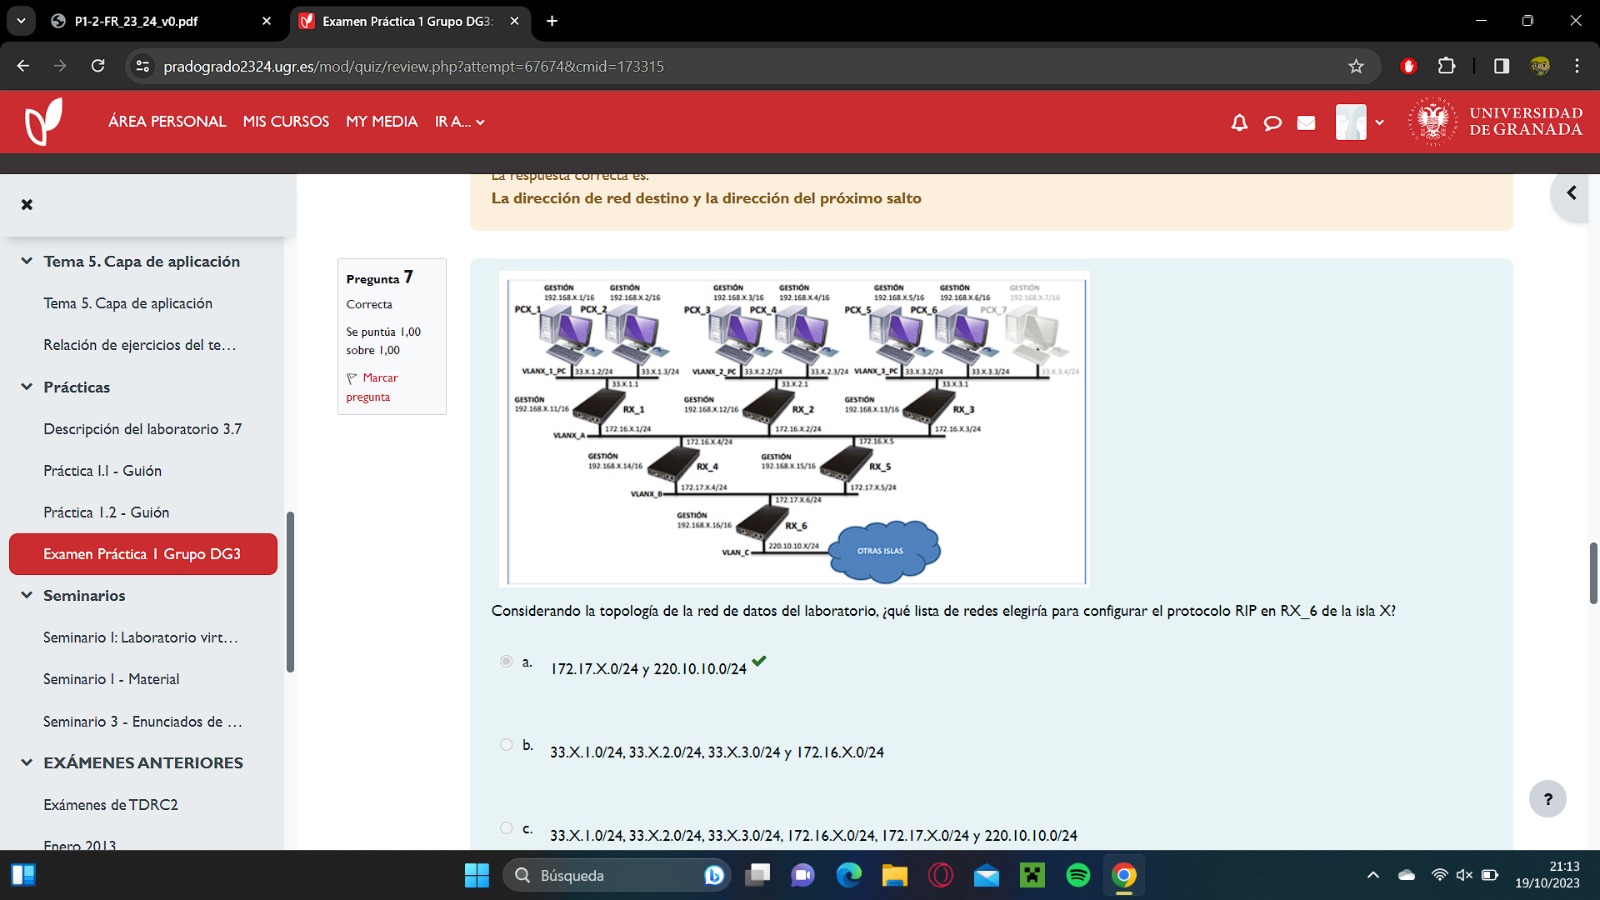 P1-2-FR_23_24_v0.pdf
Examen Práctica 1 Grupo DG3:
pradogrado2324.ugr.es/mod/quiz/review.php?attempt=67674&cmid=173315
ÁREA PERSONAL MIS CURSOS MY MEDIA IR A...
UNIVERSIDAD
DE GRANADA
La respuesta correcta es:
La dirección de red destino y la dirección del próximo salto
Tema 5. Capa de aplicación
Tema 5. Capa de aplicación
Relación de ejercicios del te...
Prácticas
Descripción del laboratorio 3.7
Práctica 1.1 - Guión
Práctica 1.2 - Guión
Examen Práctica 1 Grupo DG3
Seminarios
Seminario I: Laboratorio virt...
Seminario I - Material
Seminario 3 - Enunciados de ...
EXÁMENES ANTERIORES
Exámenes de TDRC2
Enero 2013
Pregunta 7
Correcta
Se puntúa 1,00
sobre 1,00
Marcar
pregunta
GESTIÓN GESTIÓN GESTIÓN GESTIÓN GESTIÓN GESTIÓN GESTIÓN
192.168.X.1/16 192.168.X.2/16 192.168.X.3/16 192.168.X.4/16 192.168.X.5/16 192.168.X.6/16 192.168.X.7/16
PCX_1 PCX_2 PCX_3 PCX_4 PCX_5 PCX_6 PCX_7
VLANX_1_PC 33.X.1.2/24 33.X.1.3/24 VLANX_2_PC 33.X.2.2/24 33.X.2.3/24 VLANX_3_PC 33.X.3.2/24 33.X.3.3/24 33.X.3.4/24
33.X.1.1 33.X.2.1 33.X.3.1
GESTIÓN GESTIÓN GESTIÓN
192.168.X.11/16 RX_1 192.168.X.12/16 RX_2 192.168.X.13/16 RX_3
172.16.X.1/24 172.16.X.2/24 172.16.X.3/24
VLANX_A
172.16.X.4/24 172.16.X.5
GESTIÓN GESTIÓN
192.168.X.14/16 RX_4 192.168.X.15/16 RX_5
172.17.X.4/24 172.17.X.5/24
VLANX_B
172.17.X.6/24
GESTIÓN
192.168.X.16/16 RX_6
220.10.10.X/24
VLAN_C
OTRAS ISLAS
Considerando la topología de la red de datos del laboratorio, ¿qué lista de redes elegiría para configurar el protocolo RIP en RX_6 de la isla X?
a. 172.17.X.0/24 y 220.10.10.0/24
b. 33.X.1.0/24, 33.X.2.0/24, 33.X.3.0/24 y 172.16.X.0/24
c. 33.X.1.0/24, 33.X.2.0/24, 33.X.3.0/24, 172.16.X.0/24, 172.17.X.0/24 y 220.10.10.0/24
?
Búsqueda
21:13
19/10/2023